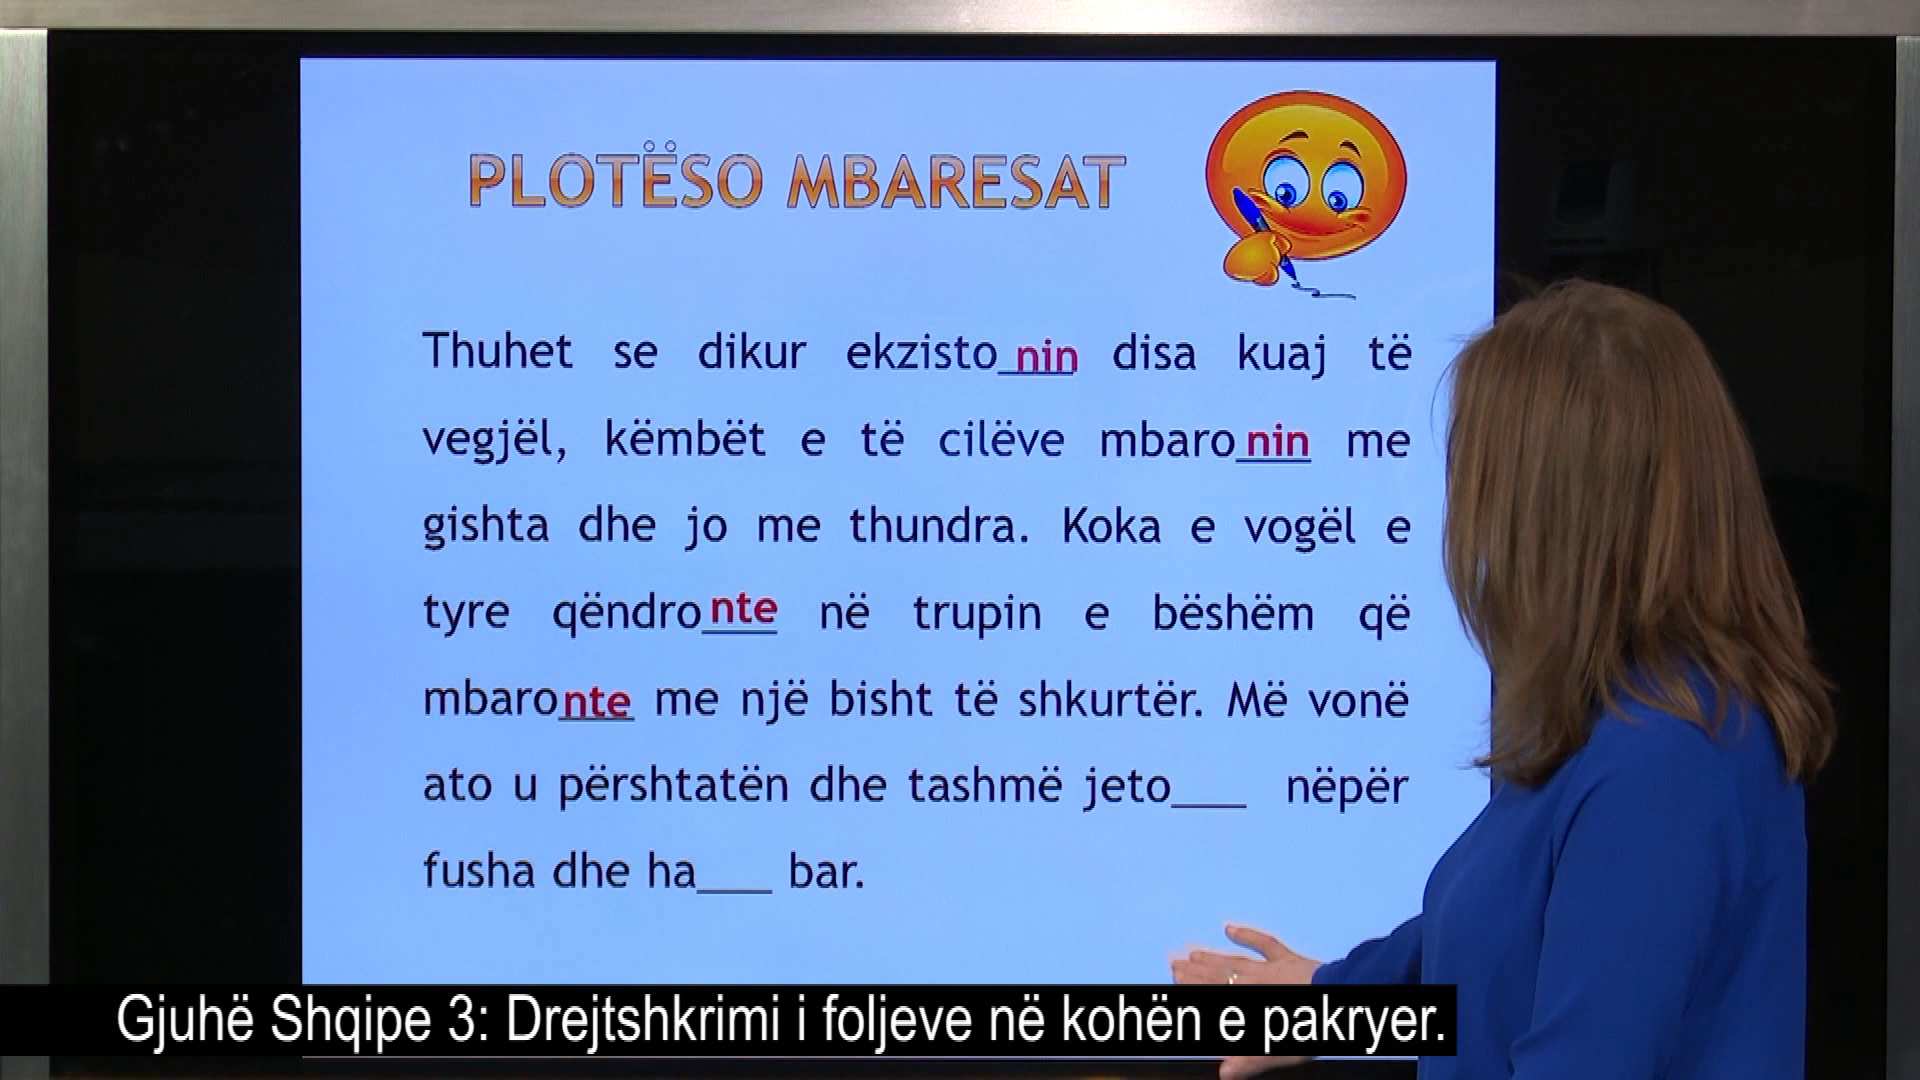 PLOTËSO MBARESAT
Thuhet se dikur ekzisto nin disa kuaj të
vegjël, këmbët e të cilëve mbaro nin me
gishta dhe jo me thundra. Koka e vogël e
tyre qëndro nte në trupin e bëshëm që
mbaronte me një bisht të shkurtër. Më vonë
ato u përshtatën dhe tashmë jeto___ nëpër
fusha dhe ha___ bar.
Gjuhë Shqipe 3: Drejtshkrimi i foljeve në kohën e pakryer.